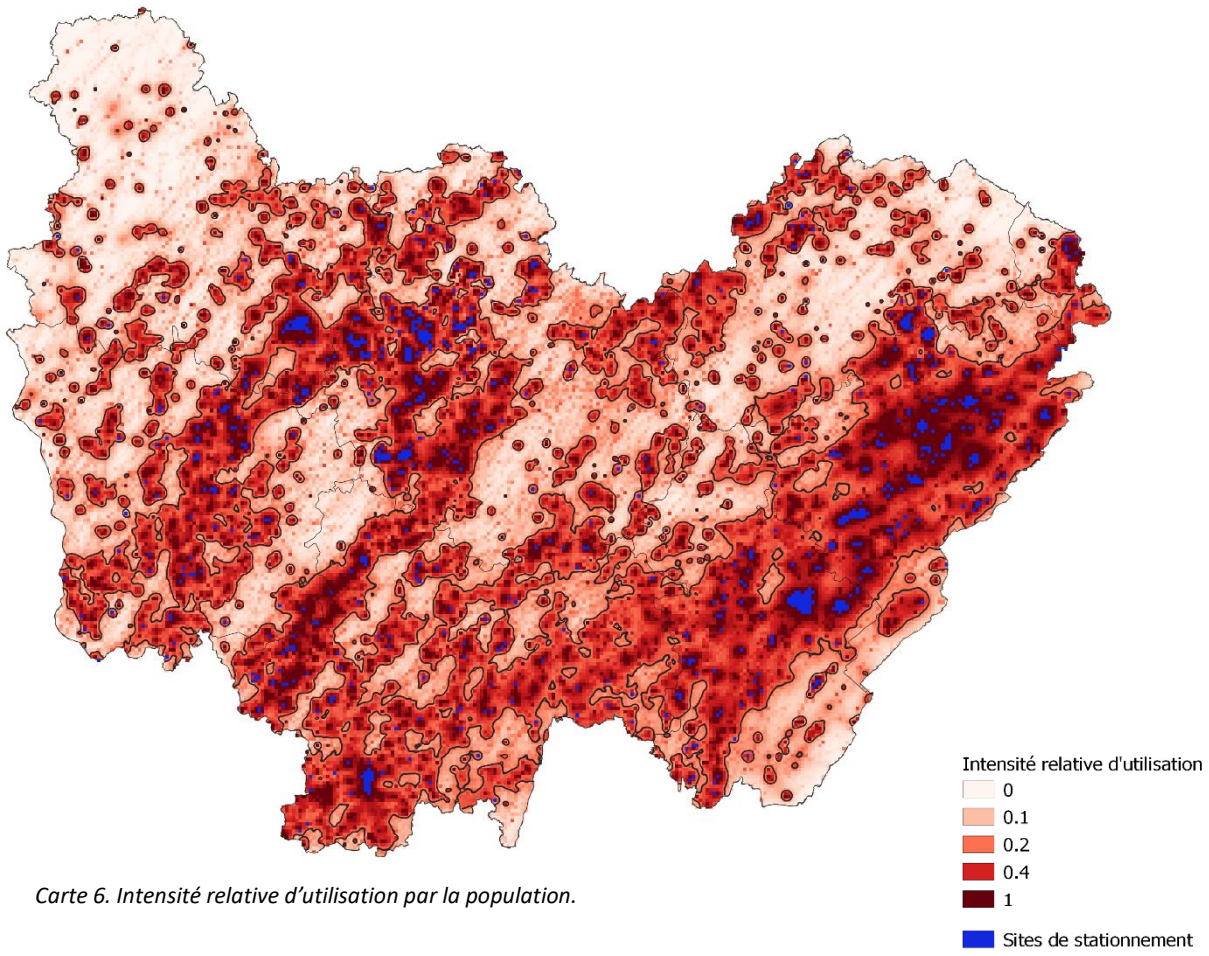 Intensité relative d'utilisation
0
0.1
0.2
0.4
1
Sites de stationnement
Carte 6. Intensité relative d’utilisation par la population.